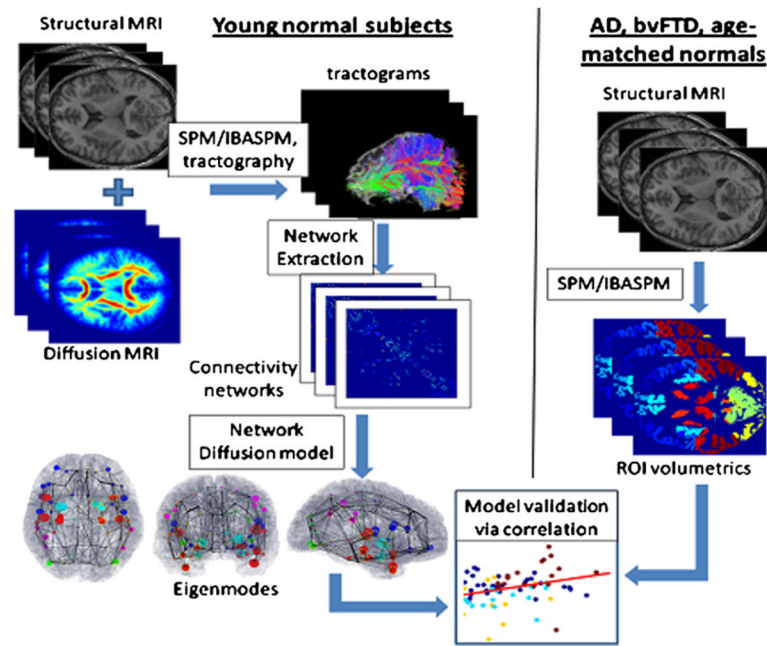 Structural MRI
Young normal subjects
AD, bvFTD, age-
matched normals
tractograms
Structural MRI
SPM/IBASPM,
tractography
Network
Extraction
SPM/IBASPM
Diffusion MRI
Connectivity
networks
Network
Diffusion model
ROI volumetrics
Model validation
via correlation
Eigenmodes